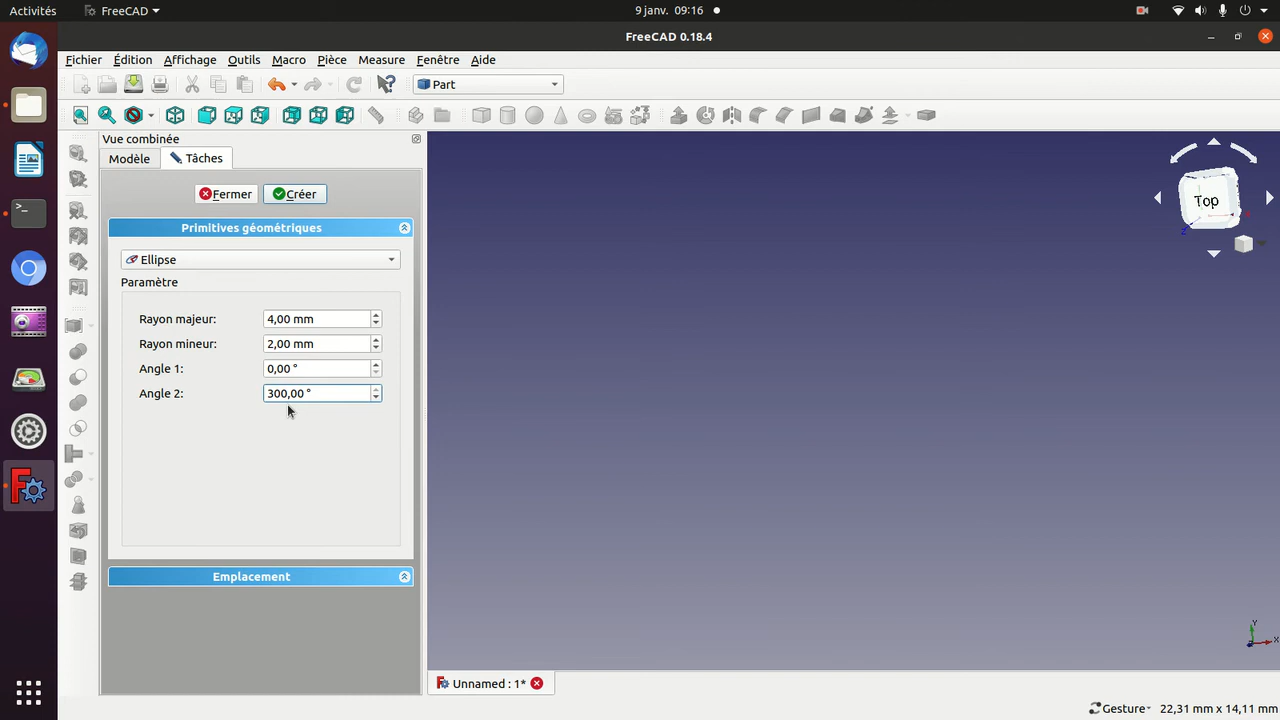 Activités
FreeCAD
9 janv. 09:16
FreeCAD 0.18.4
Fichier Édition Affichage Outils Macro Pièce Mesure Fenêtre Aide
Part
Vue combinée
Modèle
Tâches
Fermer
Créer
Primitives géométriques
Ellipse
Paramètre
Rayon majeur: 4,00 mm
Rayon mineur: 2,00 mm
Angle 1: 0,00 °
Angle 2: 300,00 °
Emplacement
Top
Z
Y
X
Unnamed : 1*
Gesture
22,31 mm x 14,11 mm